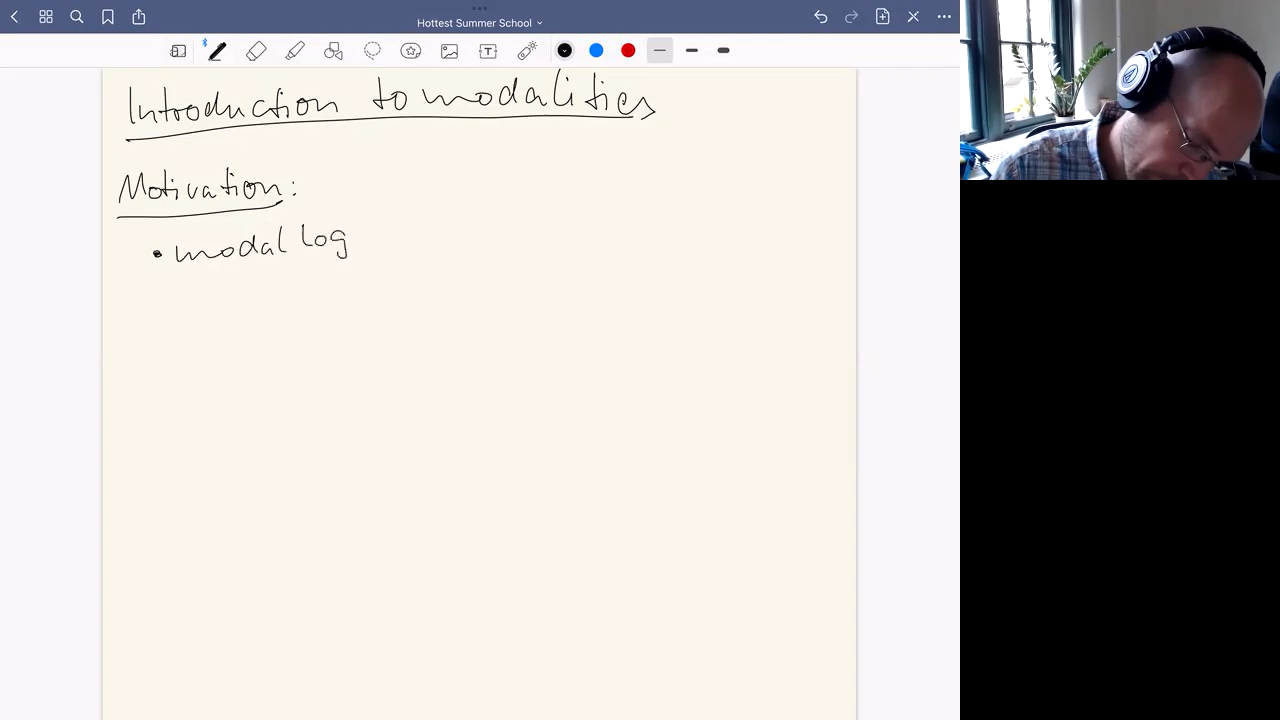 Hottest Summer School
Introduction to modalities
Motivation:
• modal log